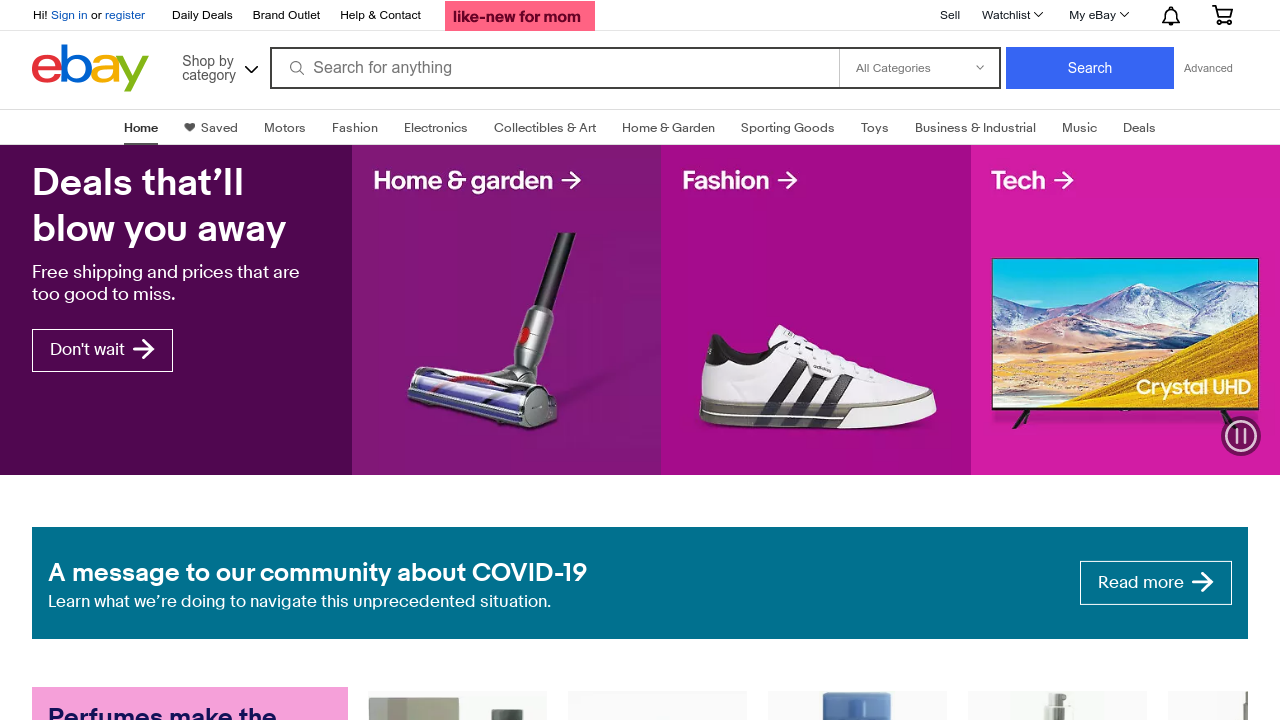 Hi! Sign in or register
Daily Deals
Brand Outlet
Help & Contact
like-new for mom
Sell
Watchlist
My eBay
ebay
Shop by
category
Search for anything
All Categories
Search
Advanced
Home
Saved
Motors
Fashion
Electronics
Collectibles & Art
Home & Garden
Sporting Goods
Toys
Business & Industrial
Music
Deals
Deals that’ll
blow you away
Free shipping and prices that are
too good to miss.
Don't wait
Home & garden
Fashion
Tech
adidas
Crystal UHD
A message to our community about COVID-19
Learn what we’re doing to navigate this unprecedented situation.
Read more
Perfumes make the